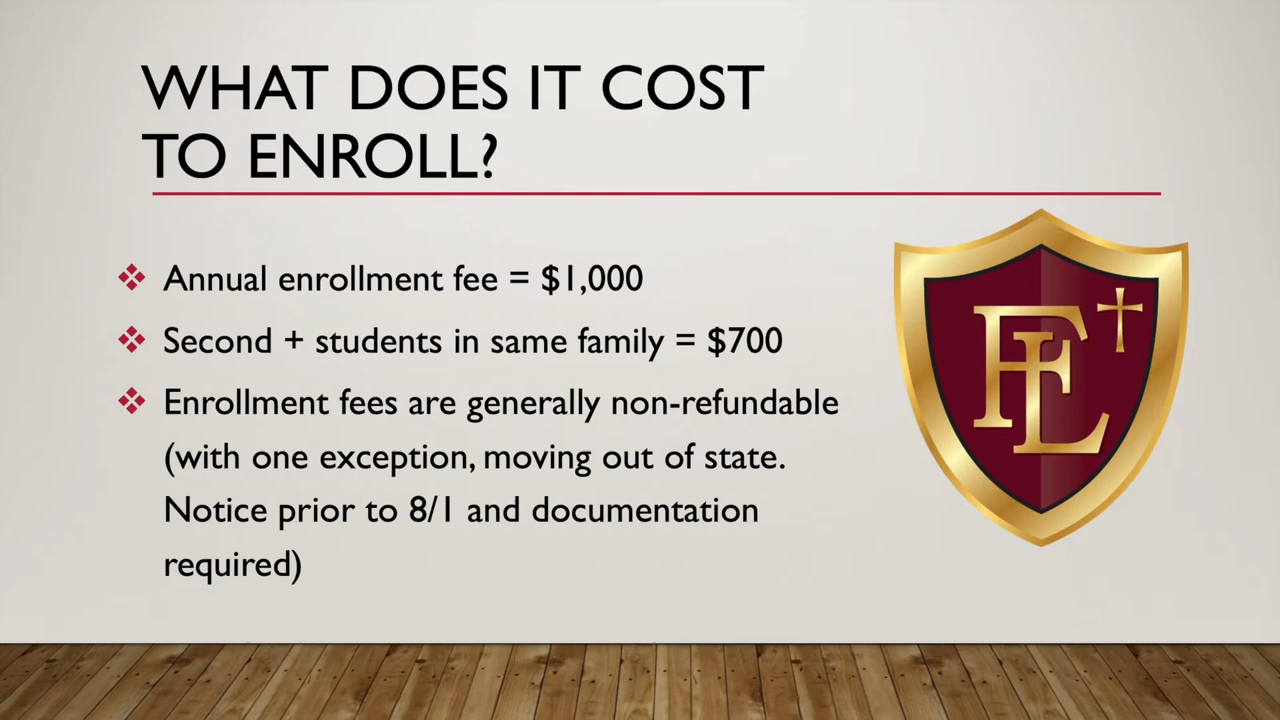 WHAT DOES IT COST
TO ENROLL?
Annual enrollment fee = $1,000
Second + students in same family = $700
Enrollment fees are generally non-refundable
(with one exception, moving out of state.
Notice prior to 8/1 and documentation
required)
FL